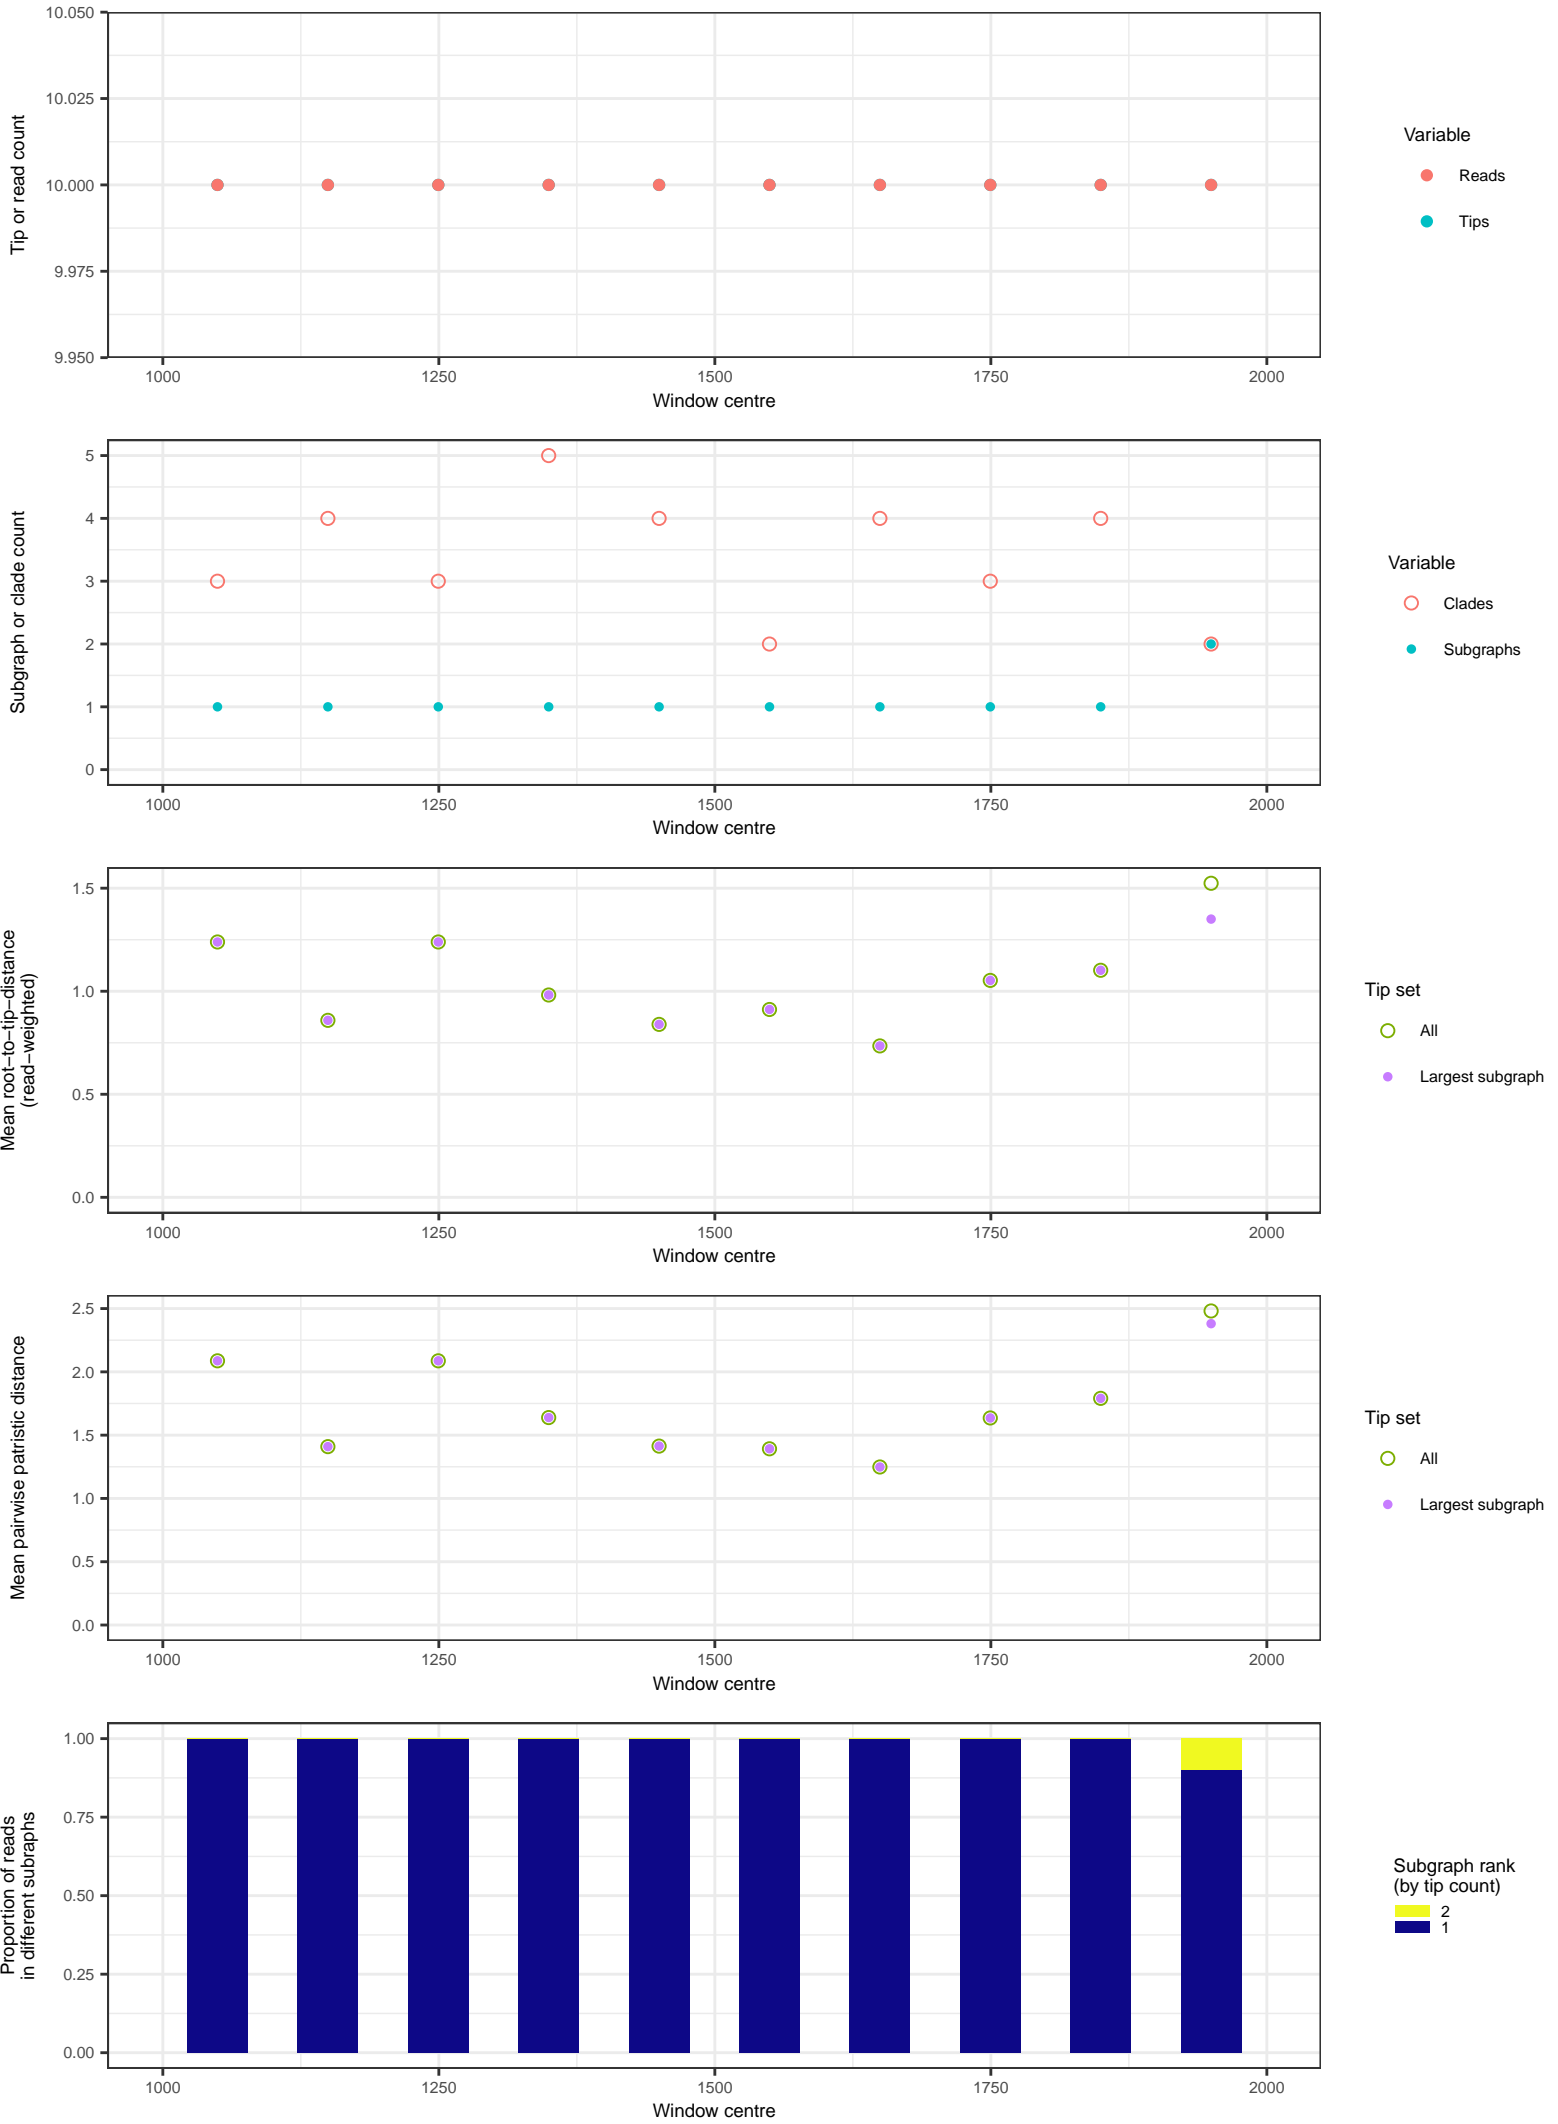 10.050
10.025
10.000
9.975
9.950
Tip or read count
1000 1250 1500 1750 2000
Window centre
Variable
Reads
Tips
5
4
3
2
1
0
Subgraph or clade count
1000 1250 1500 1750 2000
Window centre
Variable
Clades
Subgraphs
1.5
1.0
0.5
0.0
Mean root−to−tip−distance
(read−weighted)
1000 1250 1500 1750 2000
Window centre
Tip set
All
Largest subgraph
2.5
2.0
1.5
1.0
0.5
0.0
Mean pairwise patristic distance
1000 1250 1500 1750 2000
Window centre
Tip set
All
Largest subgraph
1.00
0.75
0.50
0.25
0.00
Proportion of reads
in different subraphs
1000 1250 1500 1750 2000
Window centre
Subgraph rank
(by tip count)
2
1